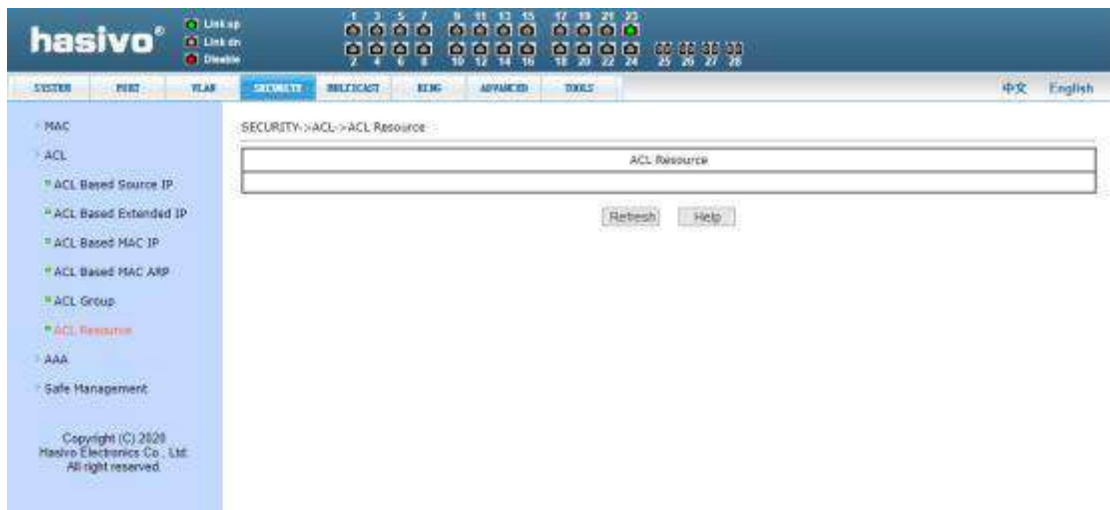 hasivo®
Link up
Link dn
Disable
1 3 5 7 9 11 13 15 17 19 21 23
2 4 6 8 10 12 14 16 18 20 22 24 25 26 27 28
SYSTEM PORT VLAN SECURITY MULTICAST RING ADVANCED TOOLS 中文 English
MAC
ACL
ACL Based Source IP
ACL Based Extended IP
ACL Based MAC IP
ACL Based MAC ARP
ACL Group
ACL Resource
AAA
Safe Management
Copyright (C) 2020
Hasivo Electronics Co., Ltd.
All right reserved.
SECURITY->ACL->ACL Resource
ACL Resource
Refresh Help